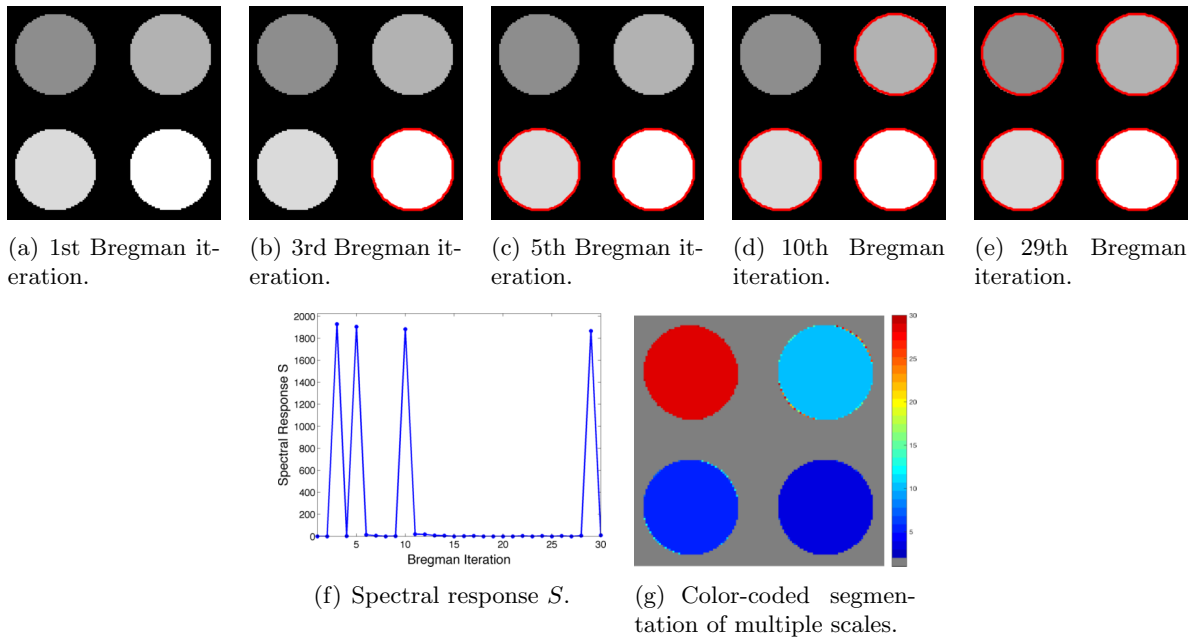 (a) 1st Bregman it-
eration.
(b) 3rd Bregman it-
eration.
(c) 5th Bregman it-
eration.
(d) 10th Bregman
iteration.
(e) 29th Bregman
iteration.
Spectral Response S
2000
1800
1600
1400
1200
1000
800
600
400
200
0
5
10
15
20
25
30
Bregman Iteration
(f) Spectral response S.
30
25
20
15
10
5
(g) Color-coded segmen-
tation of multiple scales.